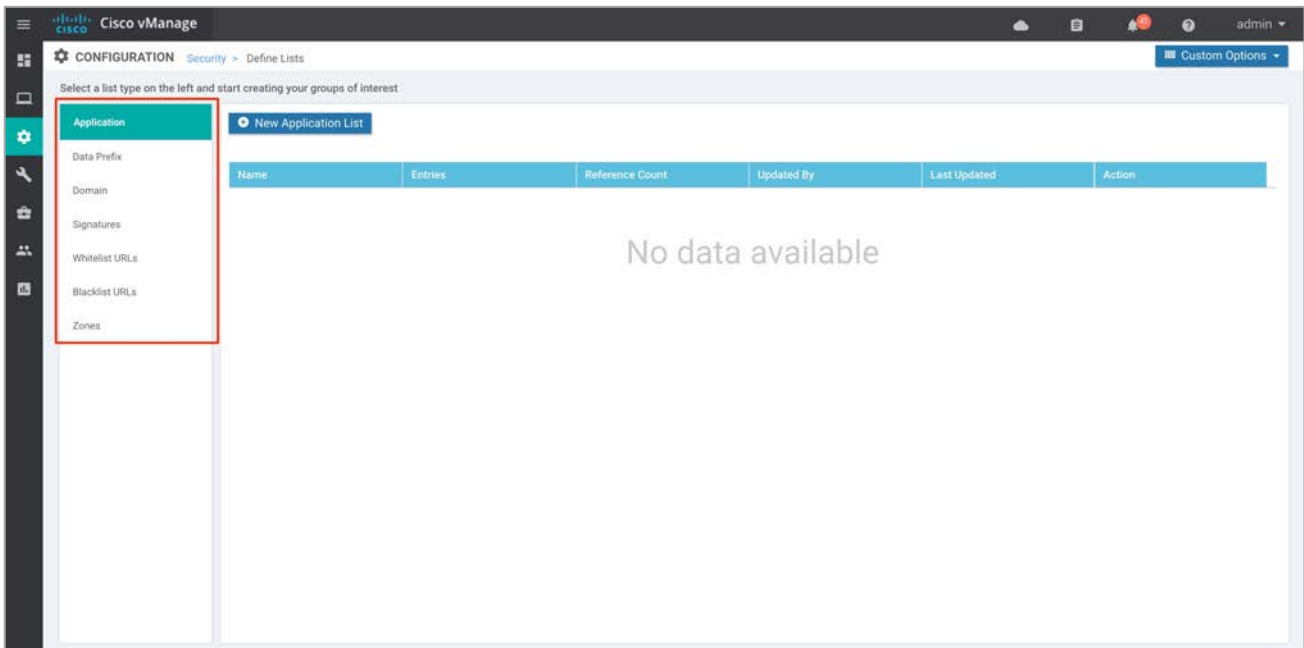 CISCO
Cisco vManage
admin
CONFIGURATION Security > Define Lists
Custom Options
Select a list type on the left and start creating your groups of interest
Application
New Application List
Data Prefix
Domain
Signatures
Whitelist URLs
Blacklist URLs
Zones
Name Entries Reference Count Updated By Last Updated Action
No data available